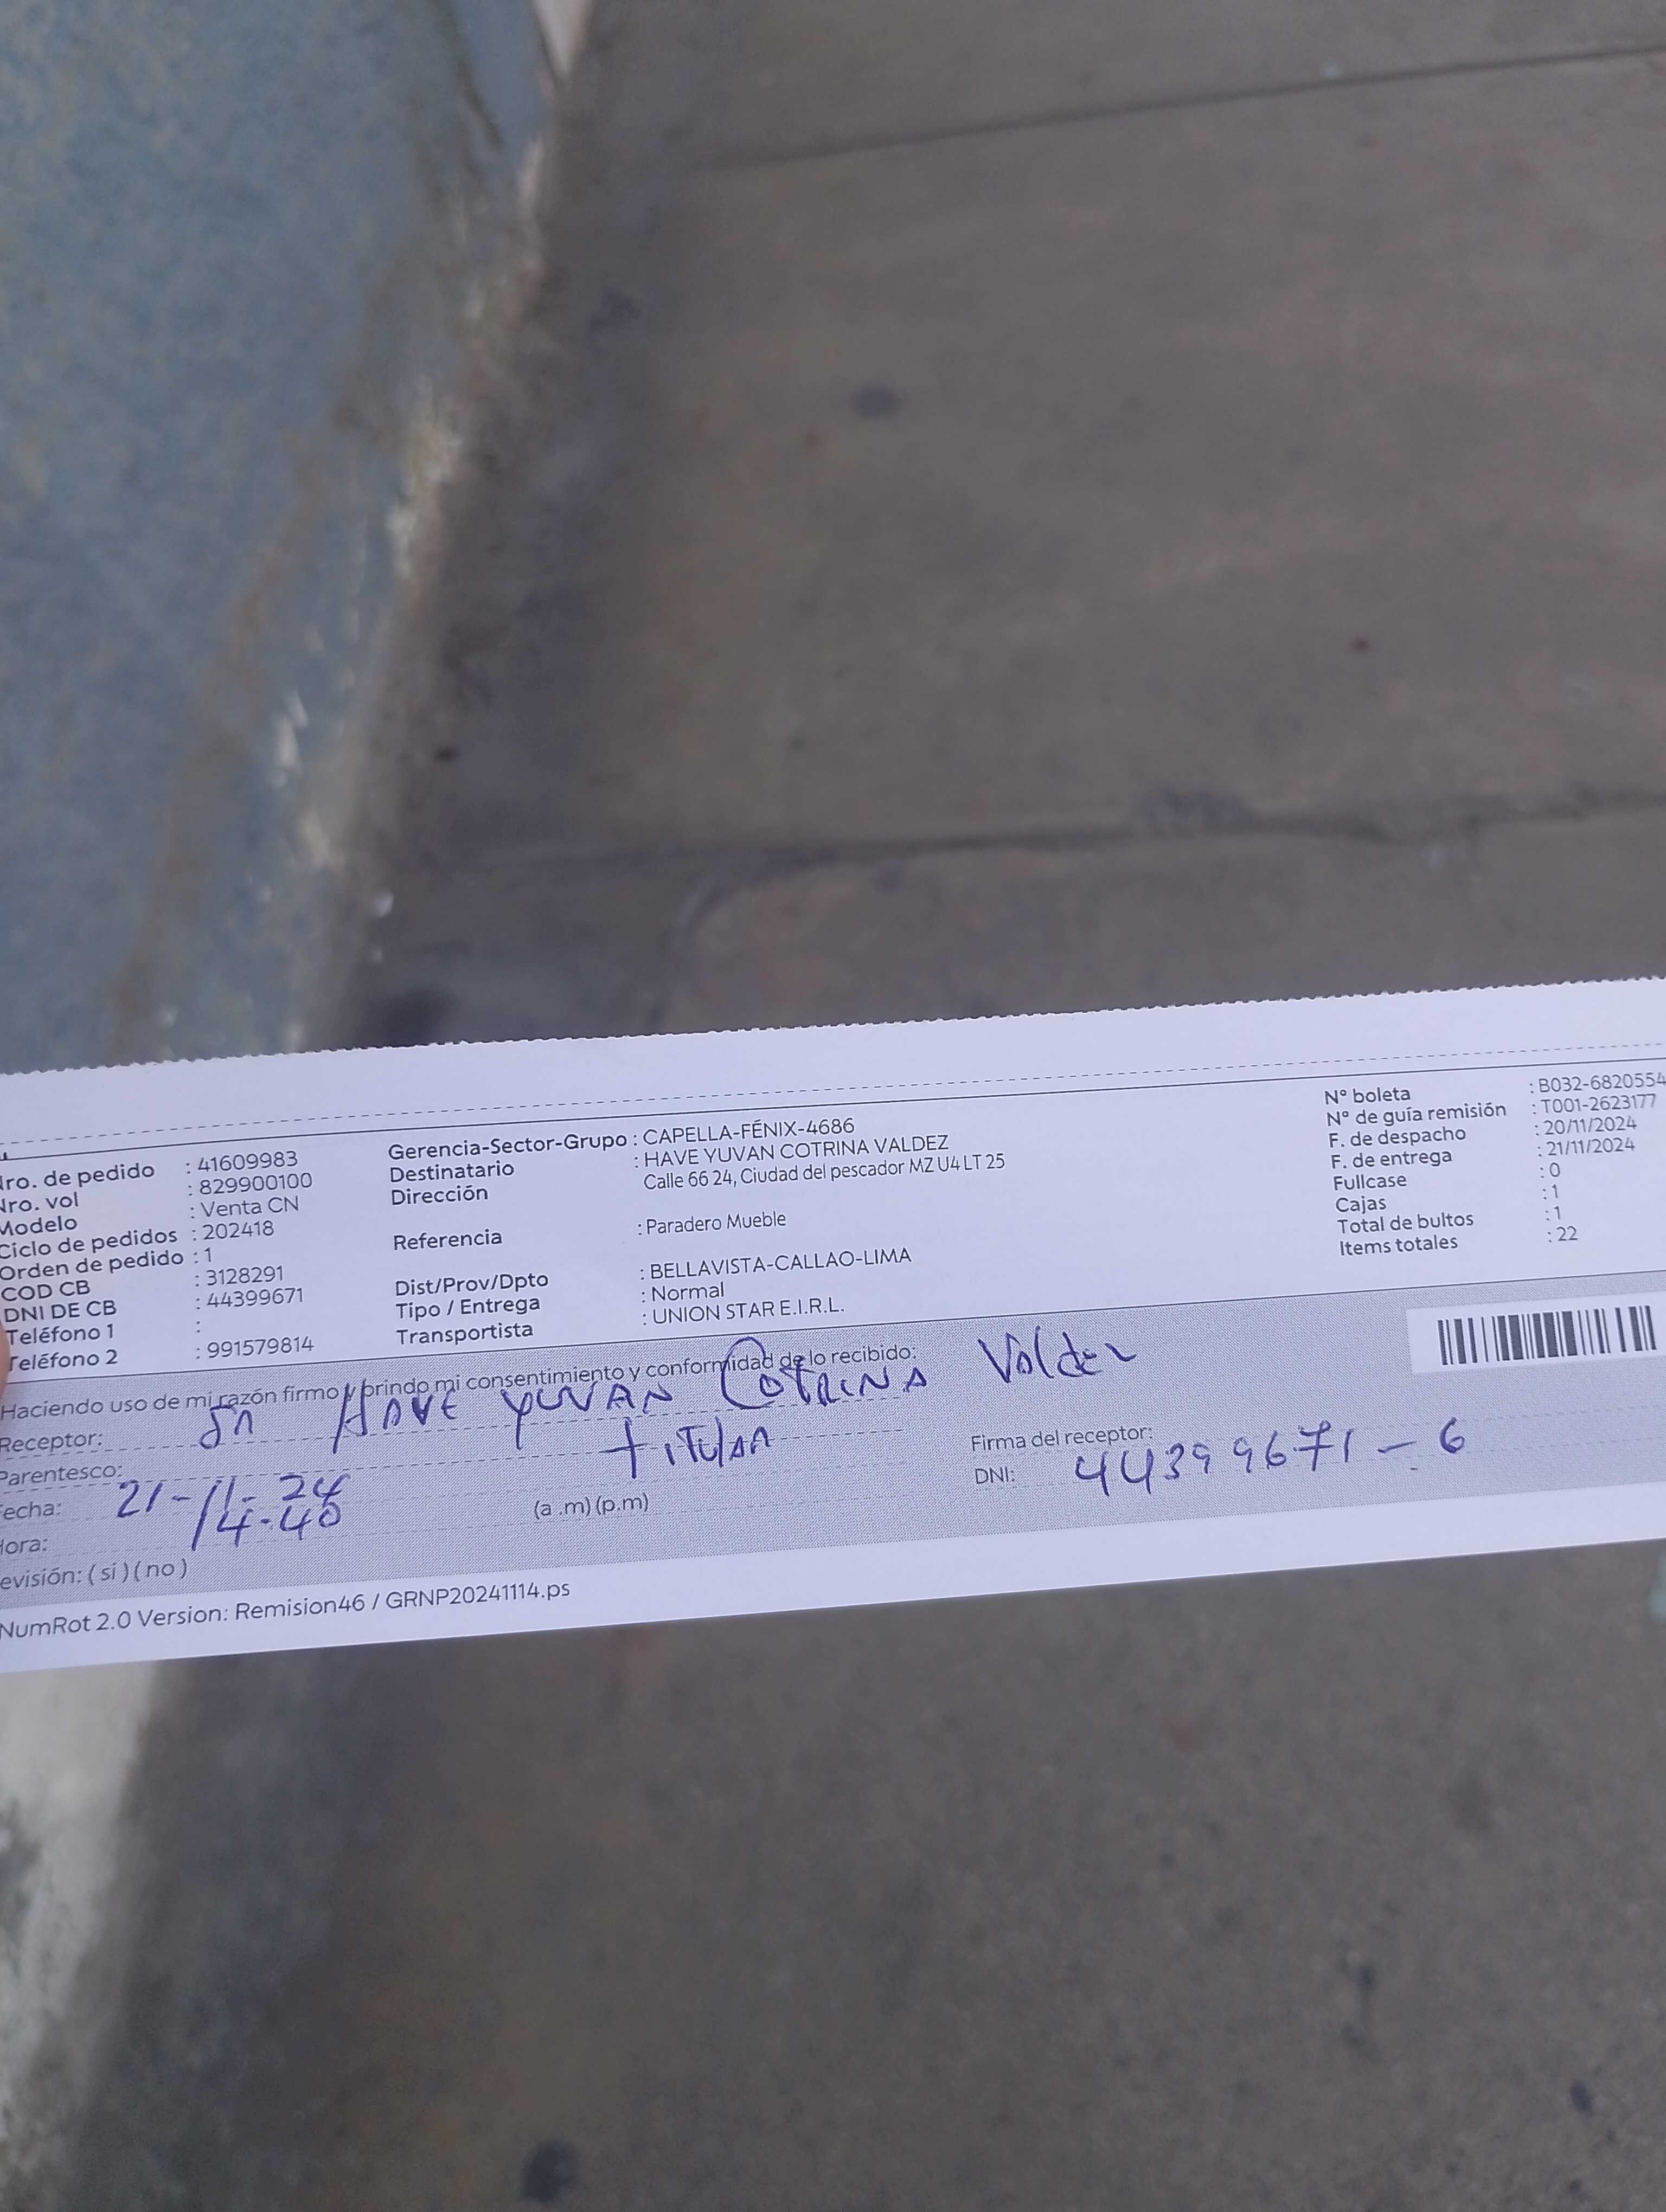 Nro. de pedido : 41609983
Nro. vol : 829900100
Modelo : Venta CN
Ciclo de pedidos : 202418
Orden de pedido : 1
COD CB : 3128291
DNI DE CB : 44399671
Teléfono 1 :
Teléfono 2 : 991579814
Gerencia-Sector-Grupo : CAPELLA-FÉNIX-4686
Destinatario : HAVE YUVAN COTRINA VALDEZ
Dirección Calle 66 24, Ciudad del pescador MZ U4 LT 25
Referencia : Paradero Mueble
Dist/Prov/Dpto : BELLAVISTA-CALLAO-LIMA
Tipo / Entrega : Normal
Transportista : UNION STAR E.I.R.L.
Nº boleta : B032-6820554
Nº de guía remisión : T001-2623177
F. de despacho : 20/11/2024
F. de entrega : 21/11/2024
Fullcase : 0
Cajas : 1
Total de bultos : 1
Items totales : 22
Haciendo uso de mi razón firmo y brindo mi consentimiento y conformidad de lo recibido:
Receptor: Sr HAVE YUVAN COTRINA Valdez
Parentesco: titular
Fecha: 21-11-24
Hora: 14-40 (a .m) (p.m)
Firma del receptor:
DNI: 44399671-6
evisión: ( sí ) ( no )
NumRot 2.0 Version: Remision46 / GRNP20241114.ps